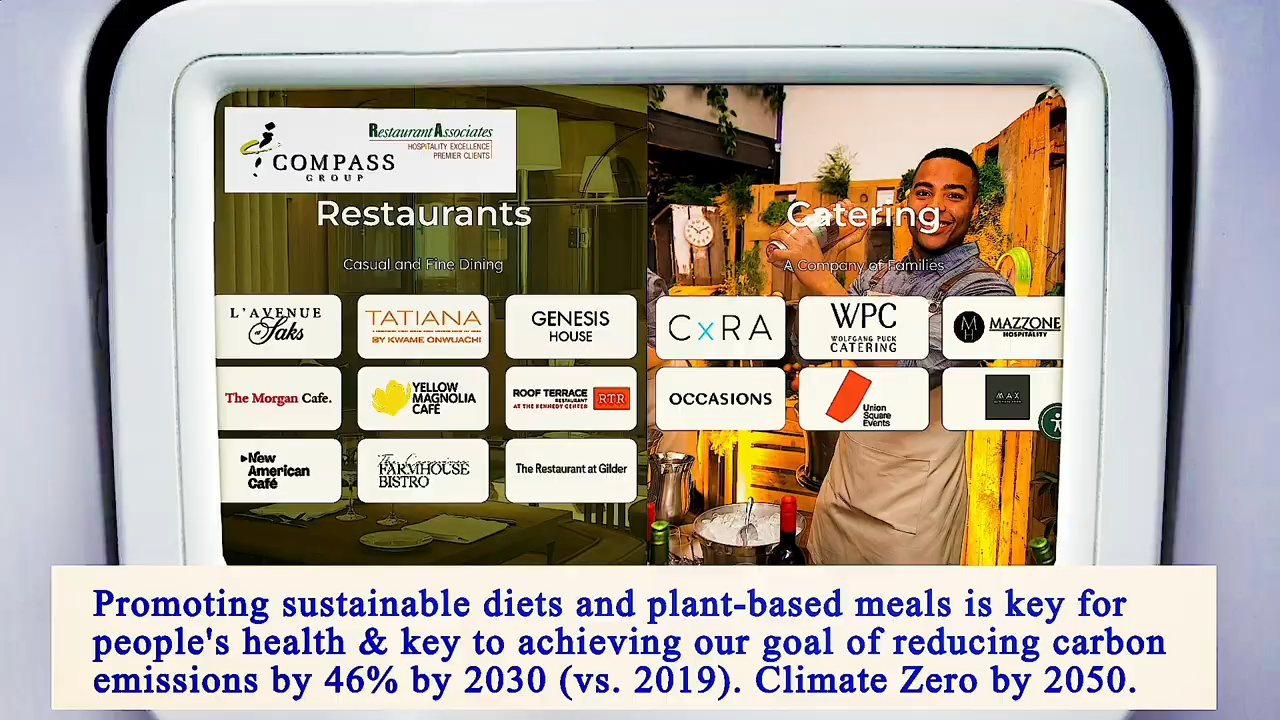 COMPASS
GROUP
Restaurant Associates
HOSPITALITY EXCELLENCE
PREMIER CLIENTS
Restaurants
Casual and Fine Dining
L'AVENUE
at Saks
TATIANA
BY KWAME ONWUACHI
GENESIS
HOUSE
The Morgan Cafe.
YELLOW
MAGNOLIA
CAFÉ
ROOF TERRACE
RESTAURANT
AT THE KENNEDY CENTER
RTR
New
American
Café
FARMHOUSE
BISTRO
The Restaurant at Gilder
Catering
A Company of Families
CxRA
WPC
WOLFGANG PUCK
CATERING
MH
MAZZONE
HOSPITALITY
OCCASIONS
Union
Square
Events
MAX
Promoting sustainable diets and plant-based meals is key for
people's health & key to achieving our goal of reducing carbon
emissions by 46% by 2030 (vs. 2019). Climate Zero by 2050.